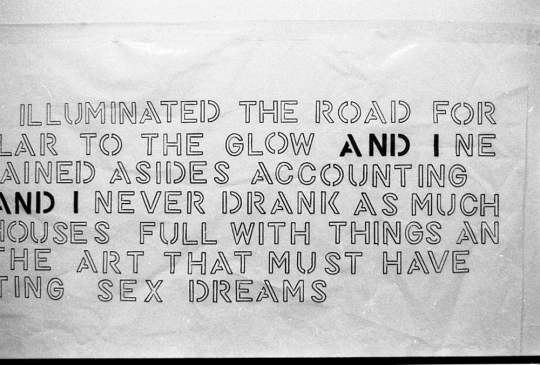 ILLUMINATED THE ROAD FOR
LAR TO THE GLOW AND I NE
AINED ASIDES ACCOUNTING
AND I NEVER DRANK AS MUCH
HOUSES FULL WITH THINGS AN
THE ART THAT MUST HAVE
TING SEX DREAMS